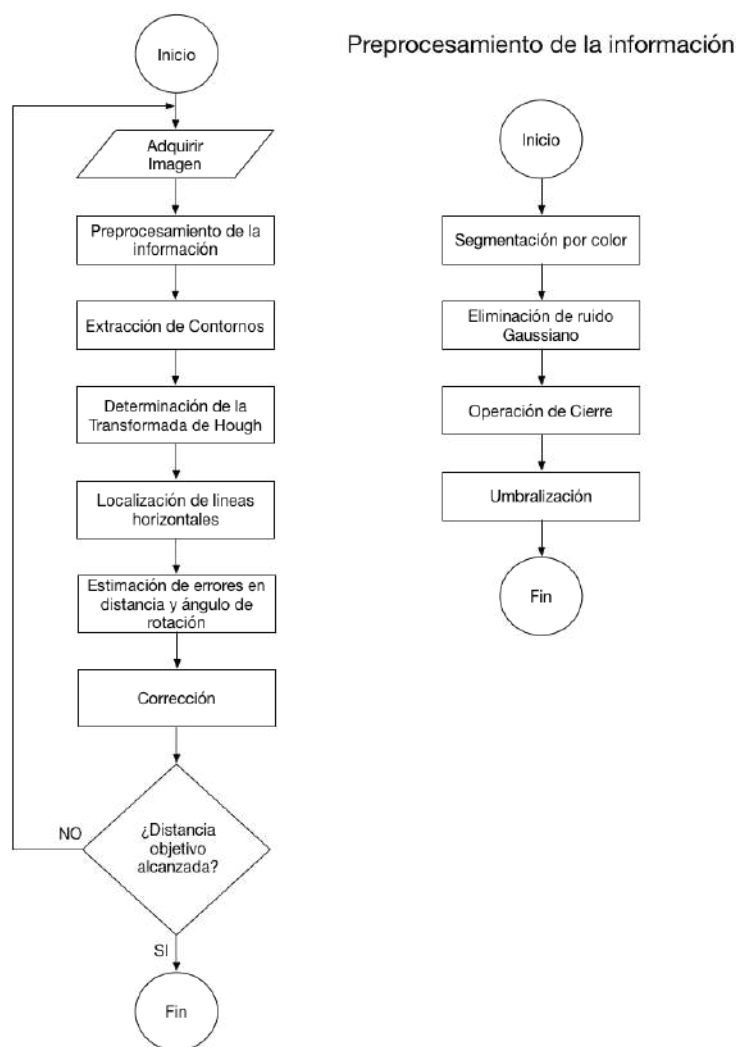 Inicio
Adquirir
Imagen
Preprocesamiento de la
información
Extracción de Contornos
Determinación de la
Transformada de Hough
Localización de lineas
horizontales
Estimación de errores en
distancia y ángulo de
rotación
Corrección
¿Distancia
objetivo
alcanzada?
NO
SI
Fin
Preprocesamiento de la información
Inicio
Segmentación por color
Eliminación de ruido
Gaussiano
Operación de Cierre
Umbralización
Fin